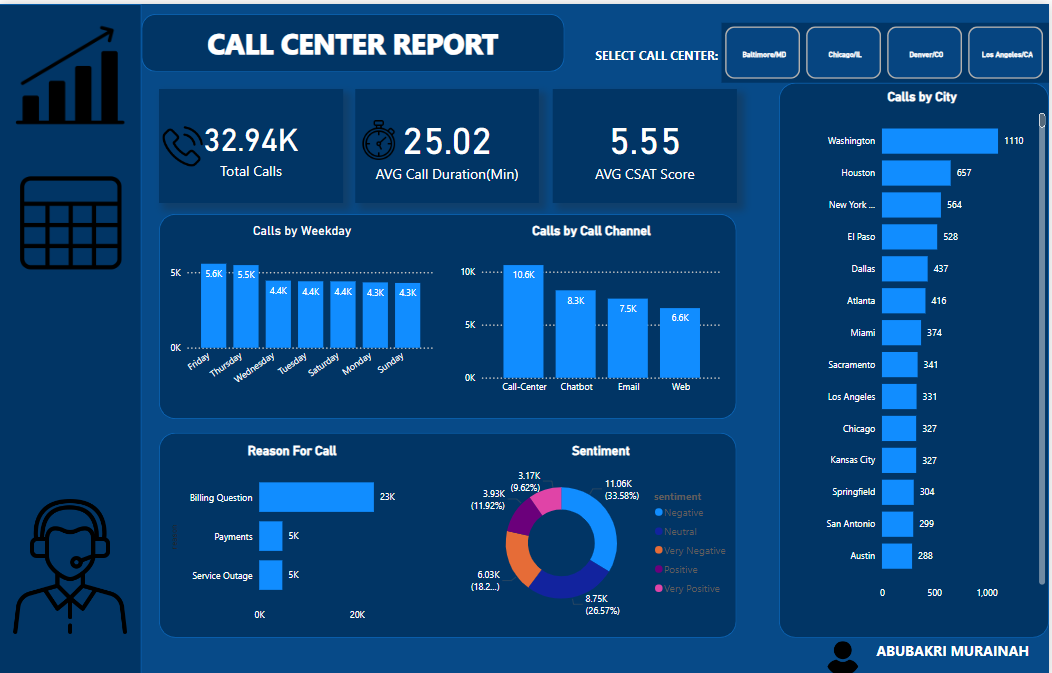 CALL CENTER REPORT
SELECT CALL CENTER:
Baltimore/MD
Chicago/IL
Denver/CO
Los Angeles/CA
32.94K
Total Calls
25.02
AVG Call Duration(Min)
5.55
AVG CSAT Score
Calls by Weekday
5K
0K
5.6K
5.5K
4.4K
4.4K
4.4K
4.3K
4.3K
Friday
Thursday
Wednesday
Tuesday
Saturday
Monday
Sunday
Calls by Call Channel
10K
5K
0K
10.6K
8.3K
7.5K
6.6K
Call-Center
Chatbot
Email
Web
Reason For Call
Billing Question 23K
Payments 5K
Service Outage 5K
0K 20K
Sentiment
3.17K
(9.62%)
11.06K
(33.58%)
3.93K
(11.92%)
6.03K
(18.2...)
8.75K
(26.57%)
sentiment
Negative
Neutral
Very Negative
Positive
Very Positive
Calls by City
Washington 1110
Houston 657
New York ... 564
El Paso 528
Dallas 437
Atlanta 416
Miami 374
Sacramento 341
Los Angeles 331
Chicago 327
Kansas City 327
Springfield 304
San Antonio 299
Austin 288
0 500 1,000
ABUBAKRI MURAINAH